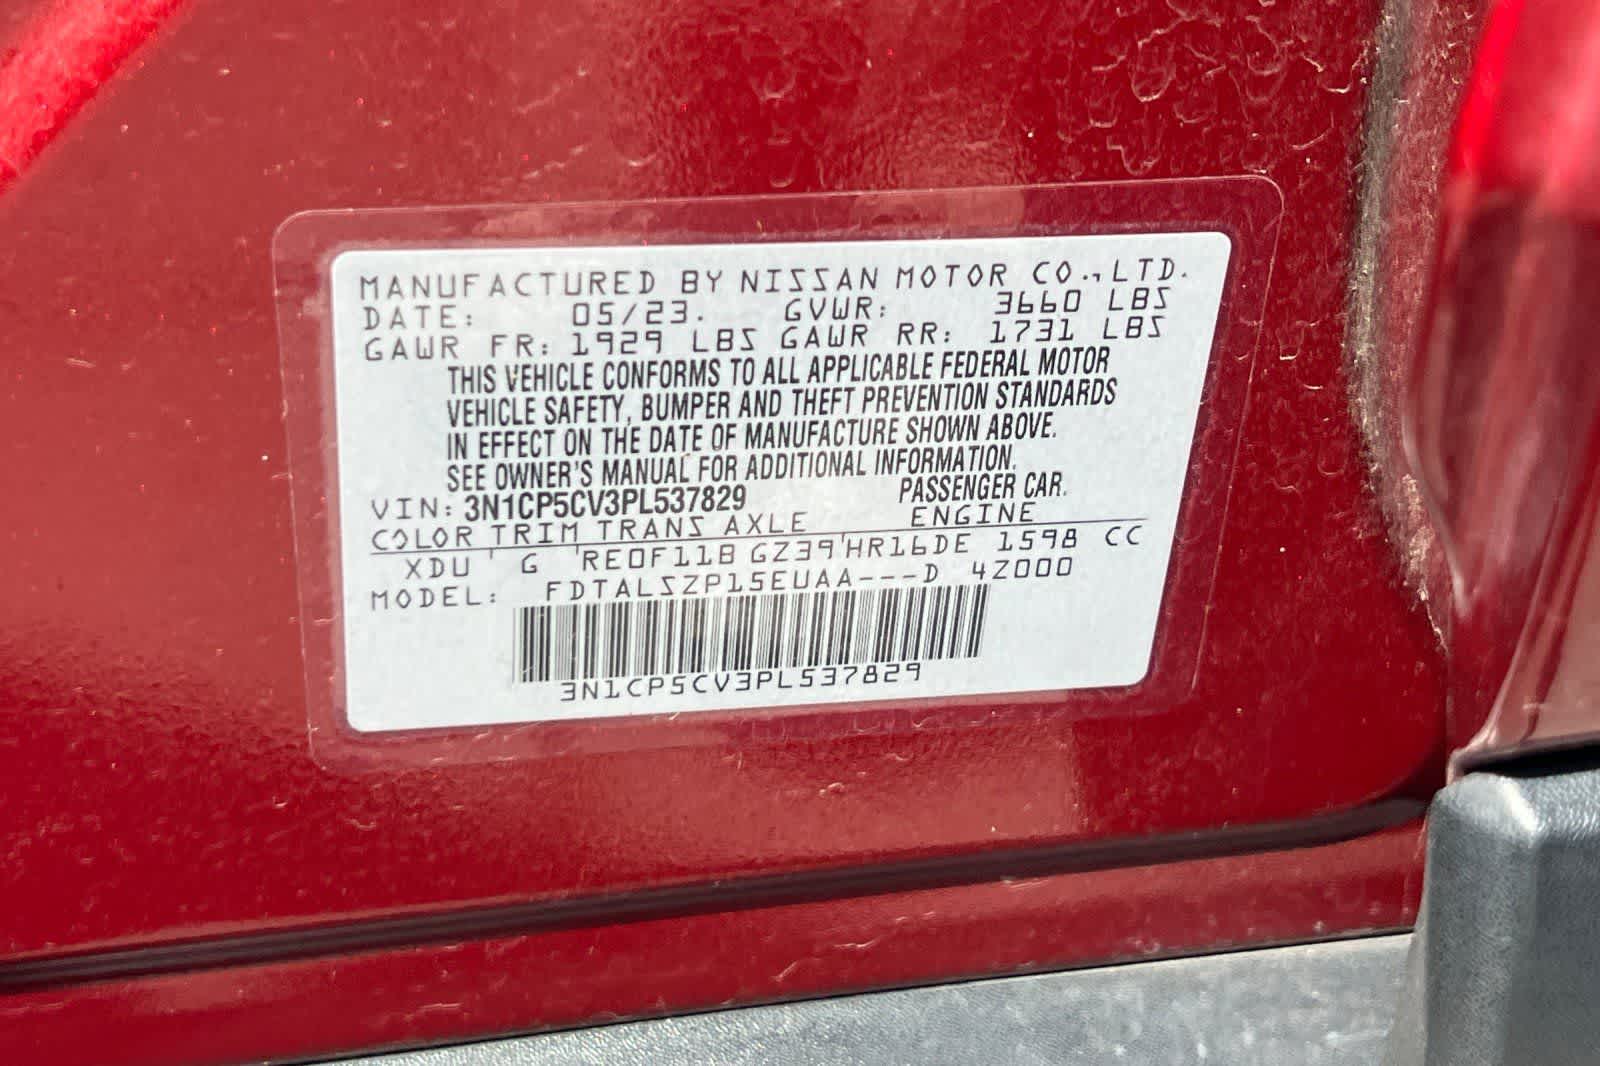 MANUFACTURED BY NISSAN MOTOR CO., LTD.
DATE: 05/23. GVWR: 3660 LBS
GAWR FR: 1929 LBS GAWR RR: 1731 LBS
THIS VEHICLE CONFORMS TO ALL APPLICABLE FEDERAL MOTOR
VEHICLE SAFETY, BUMPER AND THEFT PREVENTION STANDARDS
IN EFFECT ON THE DATE OF MANUFACTURE SHOWN ABOVE.
SEE OWNER'S MANUAL FOR ADDITIONAL INFORMATION.
VIN: 3N1CP5CV3PL537829 PASSENGER CAR.
COLOR TRIM TRANS AXLE ENGINE
XDU ' G 'RE0F11B GZ39'HR16DE 1598 CC
MODEL: FDTALSZP15EUAA---D 4Z000
3N1CP5CV3PL537829